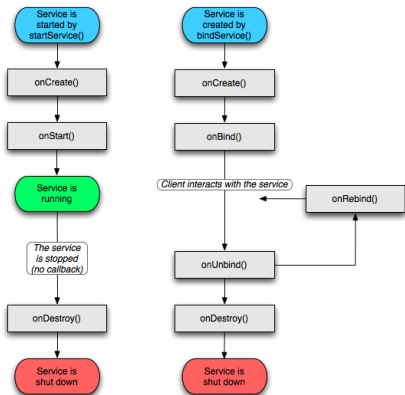 Service is
started by
startService()
onCreate()
onStart()
Service is
running
The service
is stopped
(no callback)
onDestroy()
Service is
shut down
Service is
created by
bindService()
onCreate()
onBind()
Client interacts with the service
onRebind()
onUnbind()
onDestroy()
Service is
shut down